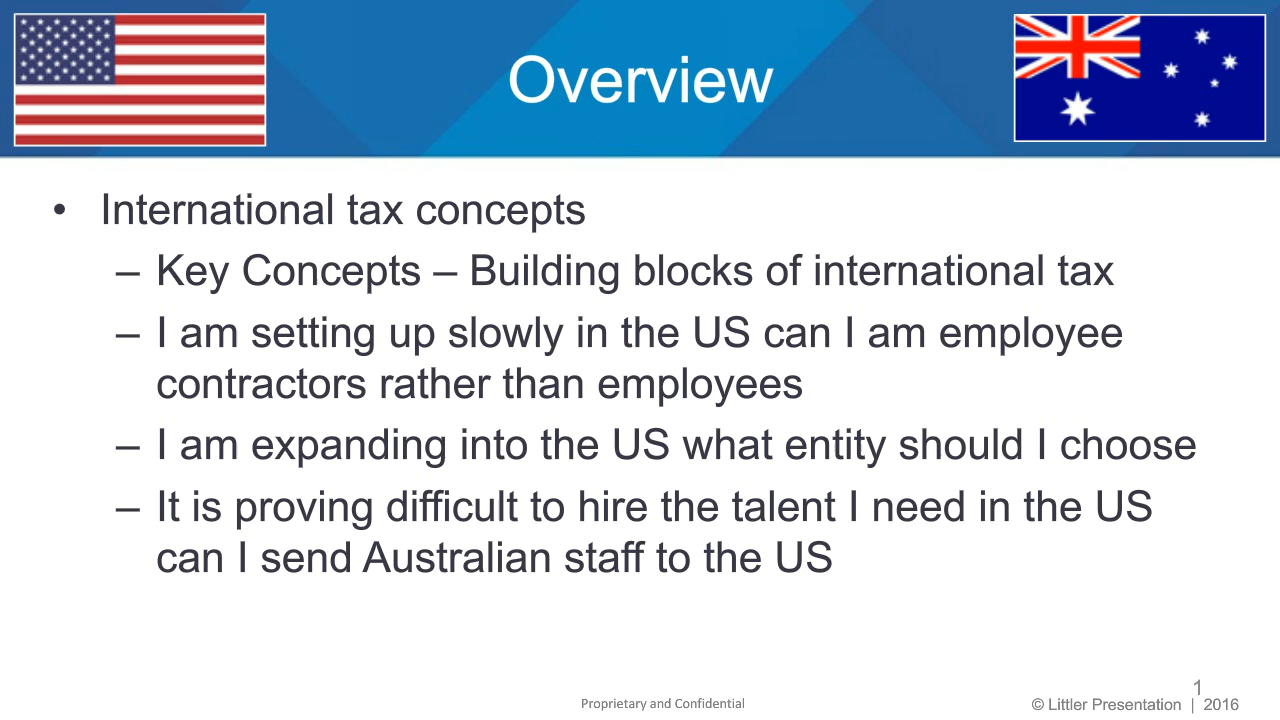 Overview
• International tax concepts
– Key Concepts – Building blocks of international tax
– I am setting up slowly in the US can I am employee
contractors rather than employees
– I am expanding into the US what entity should I choose
– It is proving difficult to hire the talent I need in the US
can I send Australian staff to the US
1
Proprietary and Confidential
© Littler Presentation | 2016